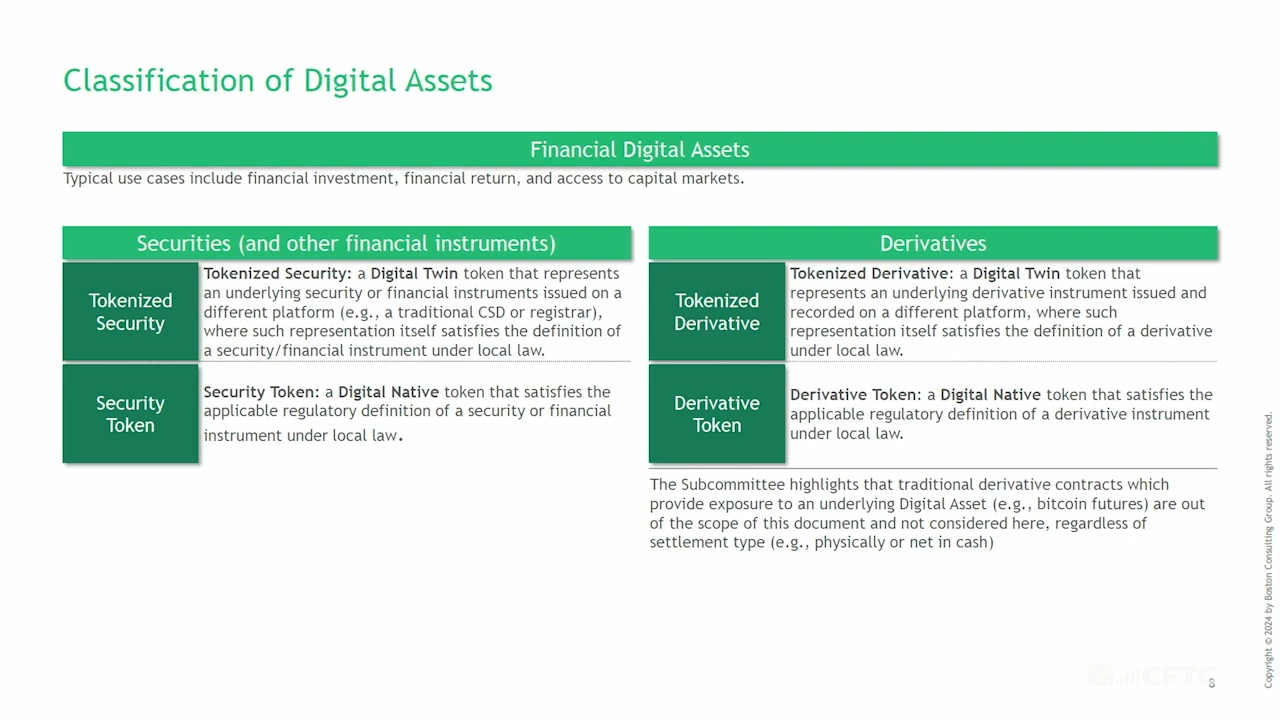 Classification of Digital Assets
Financial Digital Assets
Typical use cases include financial investment, financial return, and access to capital markets.
Securities (and other financial instruments)
Tokenized
Security
Tokenized Security: a Digital Twin token that represents
an underlying security or financial instruments issued on a
different platform (e.g., a traditional CSD or registrar),
where such representation itself satisfies the definition of
a security/financial instrument under local law.
Security
Token
Security Token: a Digital Native token that satisfies the
applicable regulatory definition of a security or financial
instrument under local law.
Derivatives
Tokenized
Derivative
Tokenized Derivative: a Digital Twin token that
represents an underlying derivative instrument issued and
recorded on a different platform, where such
representation itself satisfies the definition of a derivative
under local law.
Derivative
Token
Derivative Token: a Digital Native token that satisfies the
applicable regulatory definition of a derivative instrument
under local law.
The Subcommittee highlights that traditional derivative contracts which
provide exposure to an underlying Digital Asset (e.g., bitcoin futures) are out
of the scope of this document and not considered here, regardless of
settlement type (e.g., physically or net in cash)
Copyright © 2024 by Boston Consulting Group. All rights reserved.
CFTC
8